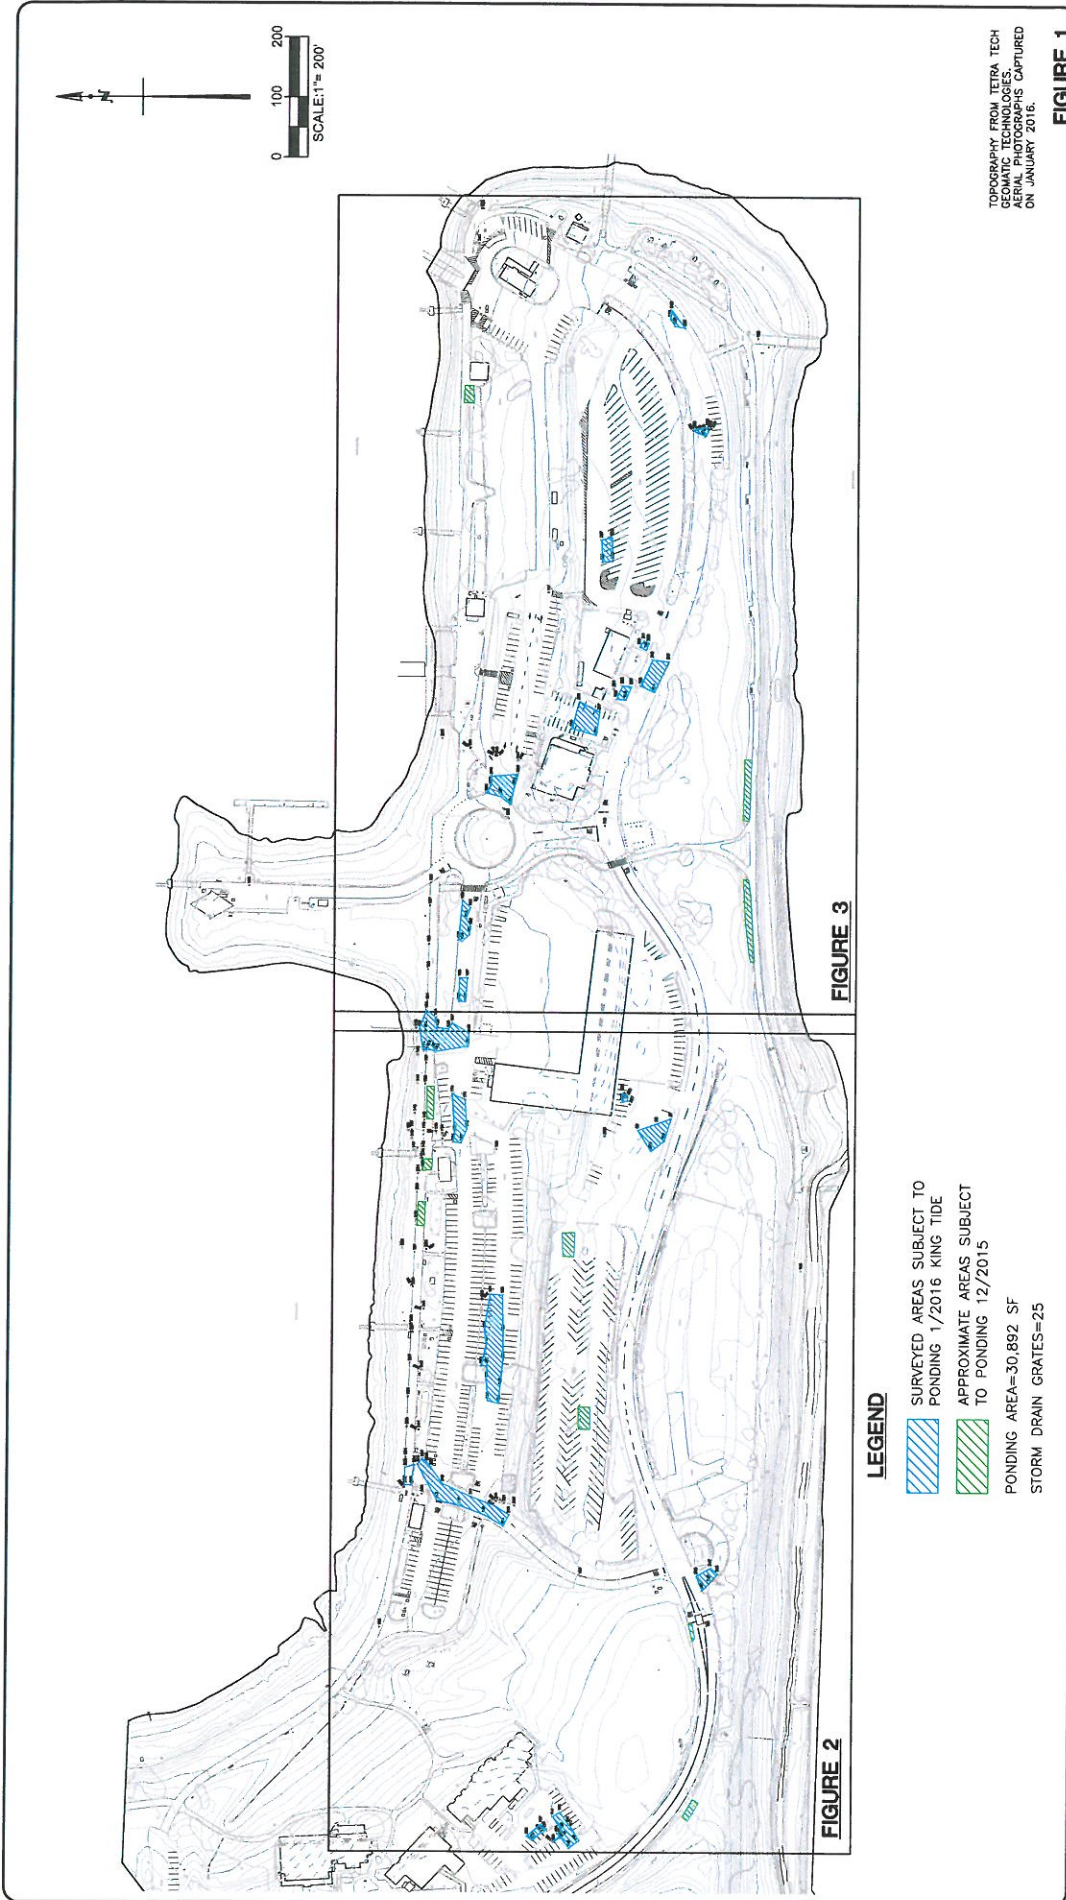 N
0
100
200
SCALE:1"= 200'
TOPOGRAPHY FROM TETRA TECH
GEOMATIC TECHNOLOGIES.
AERIAL PHOTOGRAPHS CAPTURED
ON JANUARY 2016.
FIGURE 1
FIGURE 3
FIGURE 2
LEGEND
SURVEYED AREAS SUBJECT TO
PONDING 1/2016 KING TIDE
APPROXIMATE AREAS SUBJECT
TO PONDING 12/2015
PONDING AREA=30,892 SF
STORM DRAIN GRATES=25